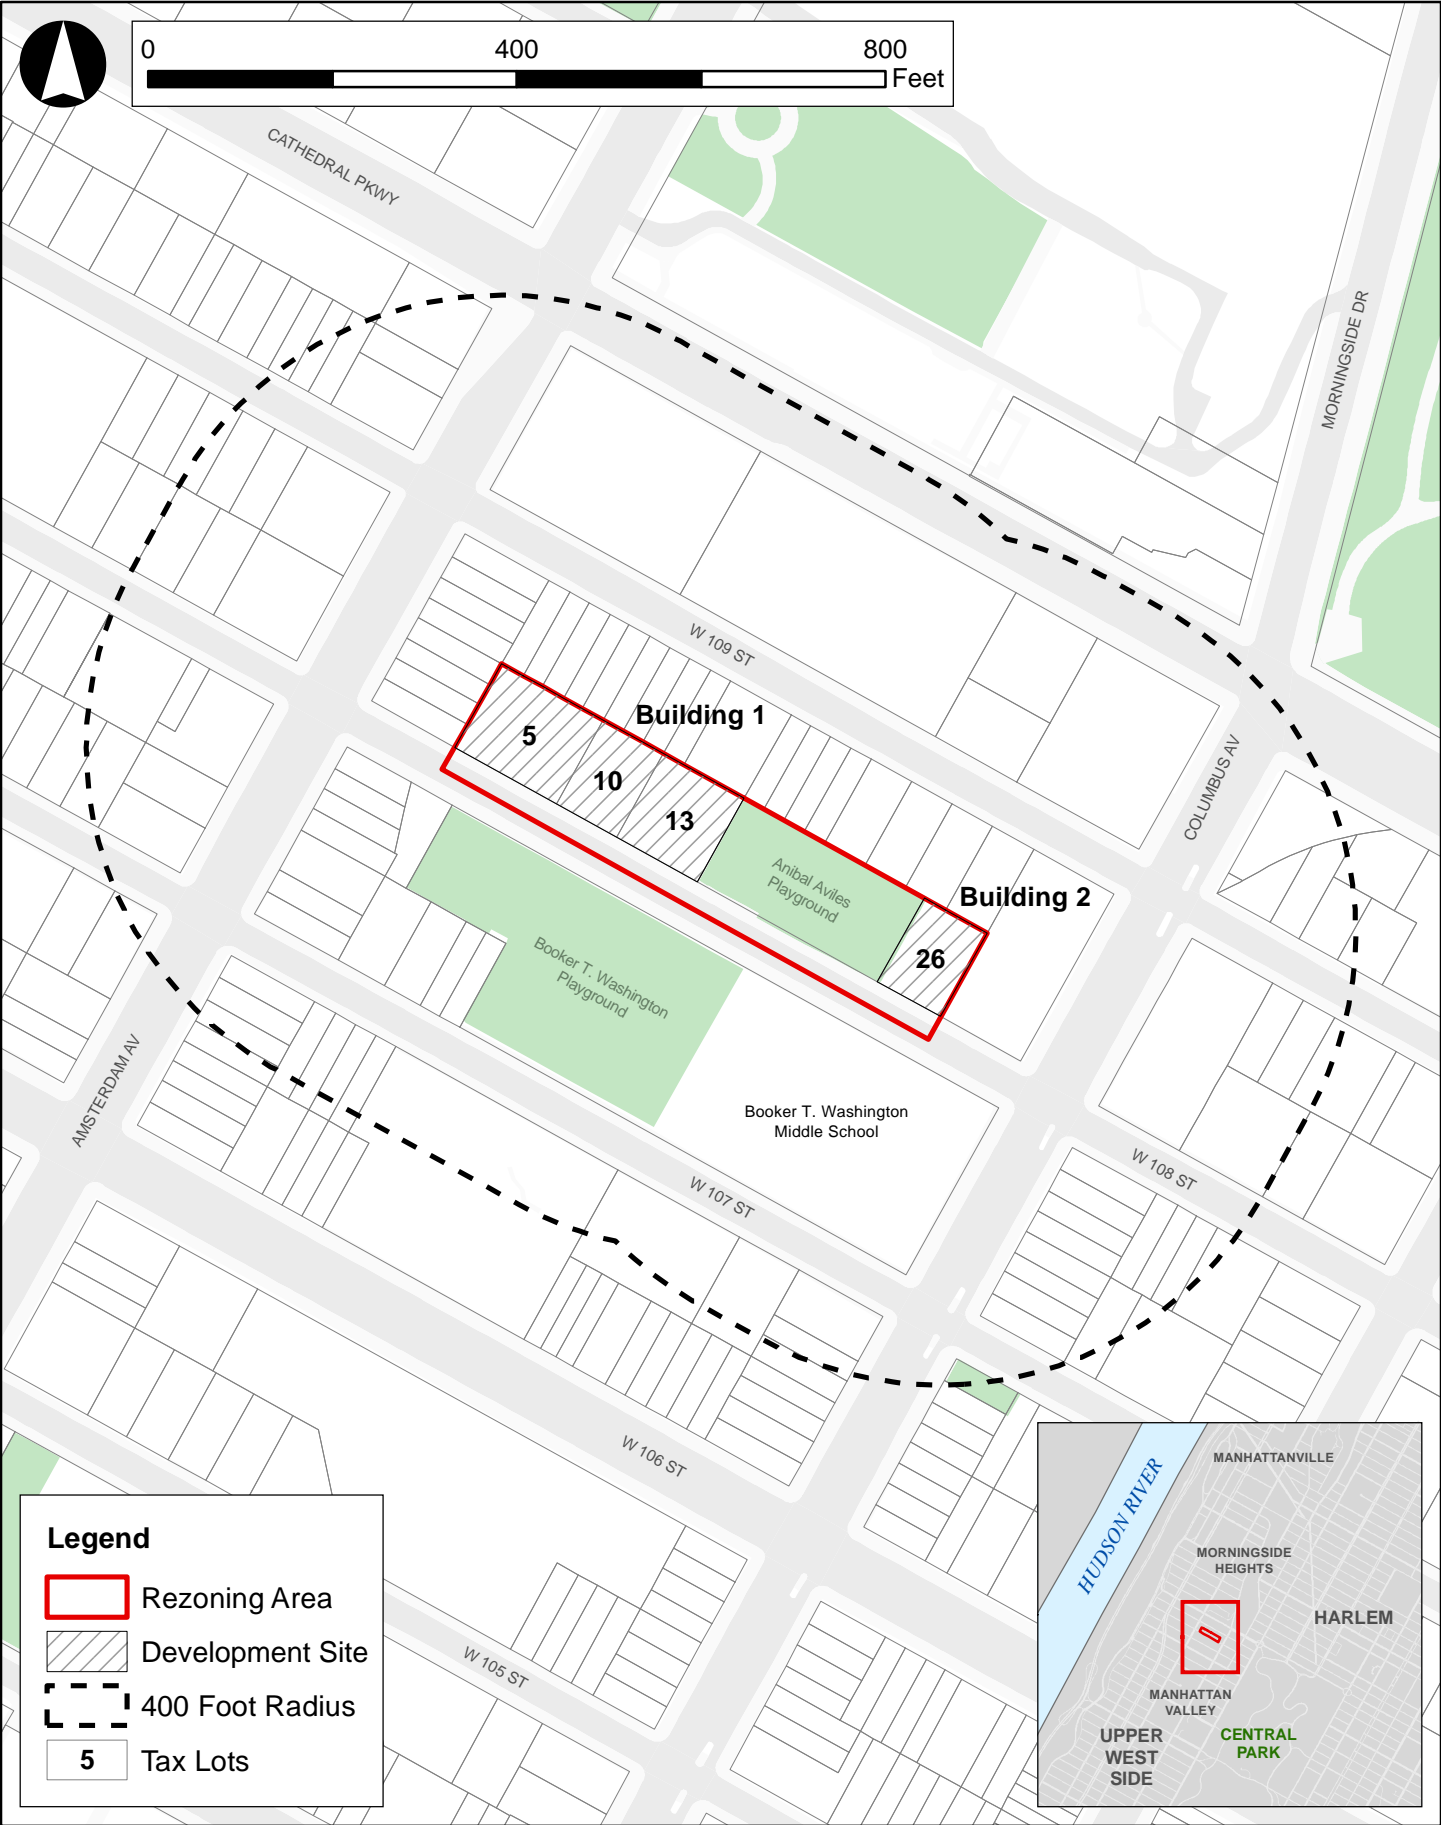 0 400 800
Feet
CATHEDRAL PKWY
MORNINGSIDE DR
W 109 ST
Building 1
5
10
13
COLUMBUS AV
Anibal Aviles
Playground
Building 2
26
Booker T. Washington
Playground
AMSTERDAM AV
Booker T. Washington
Middle School
W 108 ST
W 107 ST
W 106 ST
W 105 ST
Legend
Rezoning Area
Development Site
400 Foot Radius
5 Tax Lots
HUDSON RIVER
MANHATTANVILLE
MORNINGSIDE
HEIGHTS
HARLEM
MANHATTAN
VALLEY
UPPER
WEST
SIDE
CENTRAL
PARK